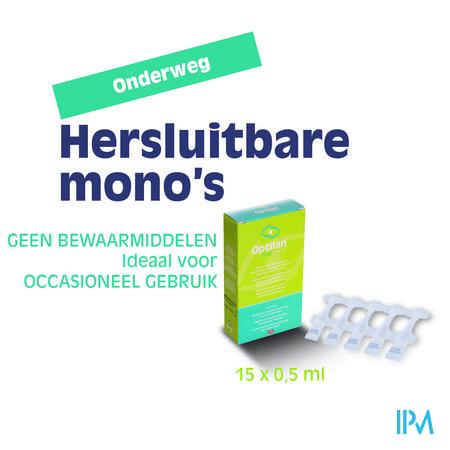 Onderweg
Hersluitbare
mono's
GEEN BEWAARMIDDELEN
Ideaal voor
OCCASIONEEL GEBRUIK
Optilan
15 x 0,5 ml
IPM